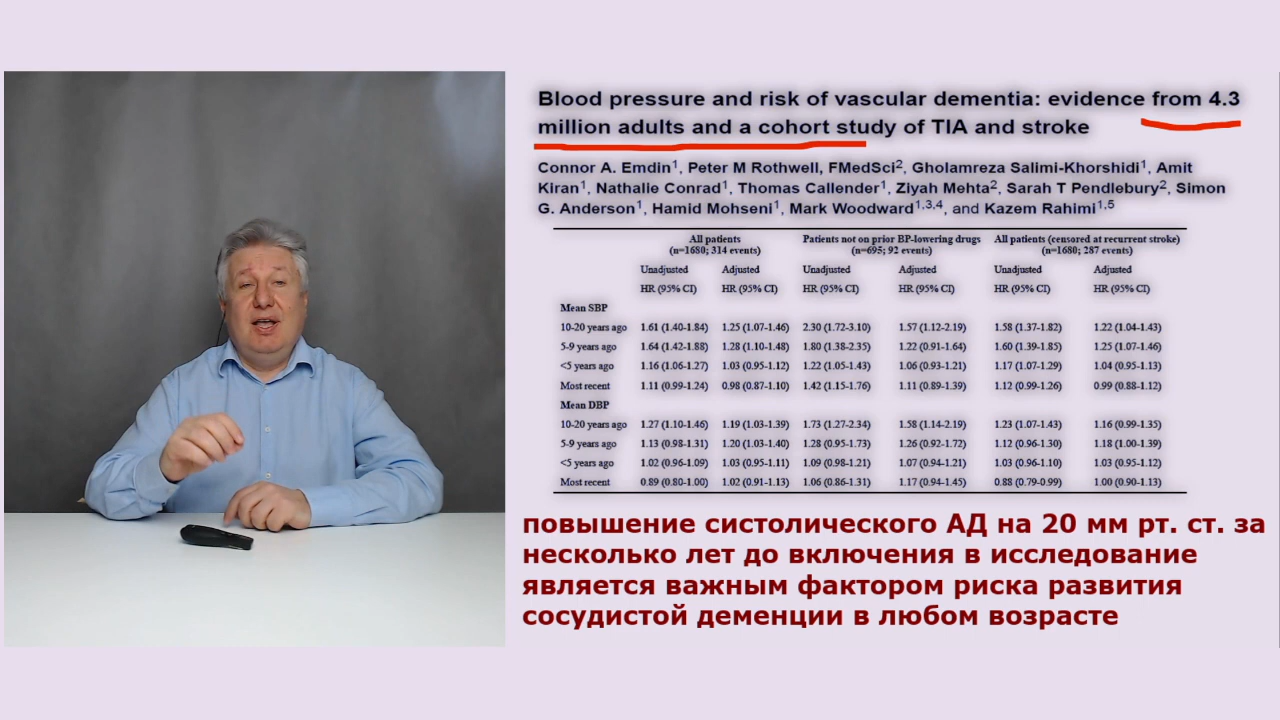 Blood pressure and risk of vascular dementia: evidence from 4.3
million adults and a cohort study of TIA and stroke
Connor A. Emdin1, Peter M Rothwell, FMedSci2, Gholamreza Salimi-Khorshidi1, Amit
Kiran1, Nathalie Conrad1, Thomas Callender1, Ziyah Mehta2, Sarah T Pendlebury2, Simon
G. Anderson1, Hamid Mohseni1, Mark Woodward1,3,4, and Kazem Rahimi1,5
All patients Patients not on prior BP-lowering drugs All patients (censored at recurrent stroke)
(n=1680; 314 events) (n=695; 92 events) (n=1680; 287 events)
Unadjusted Adjusted Unadjusted Adjusted Unadjusted Adjusted
HR (95% CI) HR (95% CI) HR (95% CI) HR (95% CI) HR (95% CI) HR (95% CI)
Mean SBP
10-20 years ago 1.61 (1.40-1.84) 1.25 (1.07-1.46) 2.30 (1.72-3.10) 1.57 (1.12-2.19) 1.58 (1.37-1.82) 1.22 (1.04-1.43)
5-9 years ago 1.64 (1.42-1.88) 1.28 (1.10-1.48) 1.80 (1.38-2.35) 1.22 (0.91-1.64) 1.60 (1.39-1.85) 1.25 (1.07-1.46)
<5 years ago 1.16 (1.06-1.27) 1.03 (0.95-1.12) 1.22 (1.05-1.43) 1.06 (0.93-1.21) 1.17 (1.07-1.29) 1.04 (0.95-1.13)
Most recent 1.11 (0.99-1.24) 0.98 (0.87-1.10) 1.42 (1.15-1.76) 1.11 (0.89-1.39) 1.12 (0.99-1.26) 0.99 (0.88-1.12)
Mean DBP
10-20 years ago 1.27 (1.10-1.46) 1.19 (1.03-1.39) 1.73 (1.27-2.34) 1.58 (1.14-2.19) 1.23 (1.07-1.43) 1.16 (0.99-1.35)
5-9 years ago 1.13 (0.98-1.31) 1.20 (1.03-1.40) 1.28 (0.95-1.73) 1.26 (0.92-1.72) 1.12 (0.96-1.30) 1.18 (1.00-1.39)
<5 years ago 1.02 (0.96-1.09) 1.03 (0.95-1.11) 1.09 (0.98-1.21) 1.07 (0.94-1.21) 1.03 (0.96-1.10) 1.03 (0.95-1.12)
Most recent 0.89 (0.80-1.00) 1.02 (0.91-1.13) 1.06 (0.86-1.31) 1.17 (0.94-1.45) 0.88 (0.79-0.99) 1.00 (0.90-1.13)
повышение систолического АД на 20 мм рт. ст. за
несколько лет до включения в исследование
является важным фактором риска развития
сосудистой деменции в любом возрасте